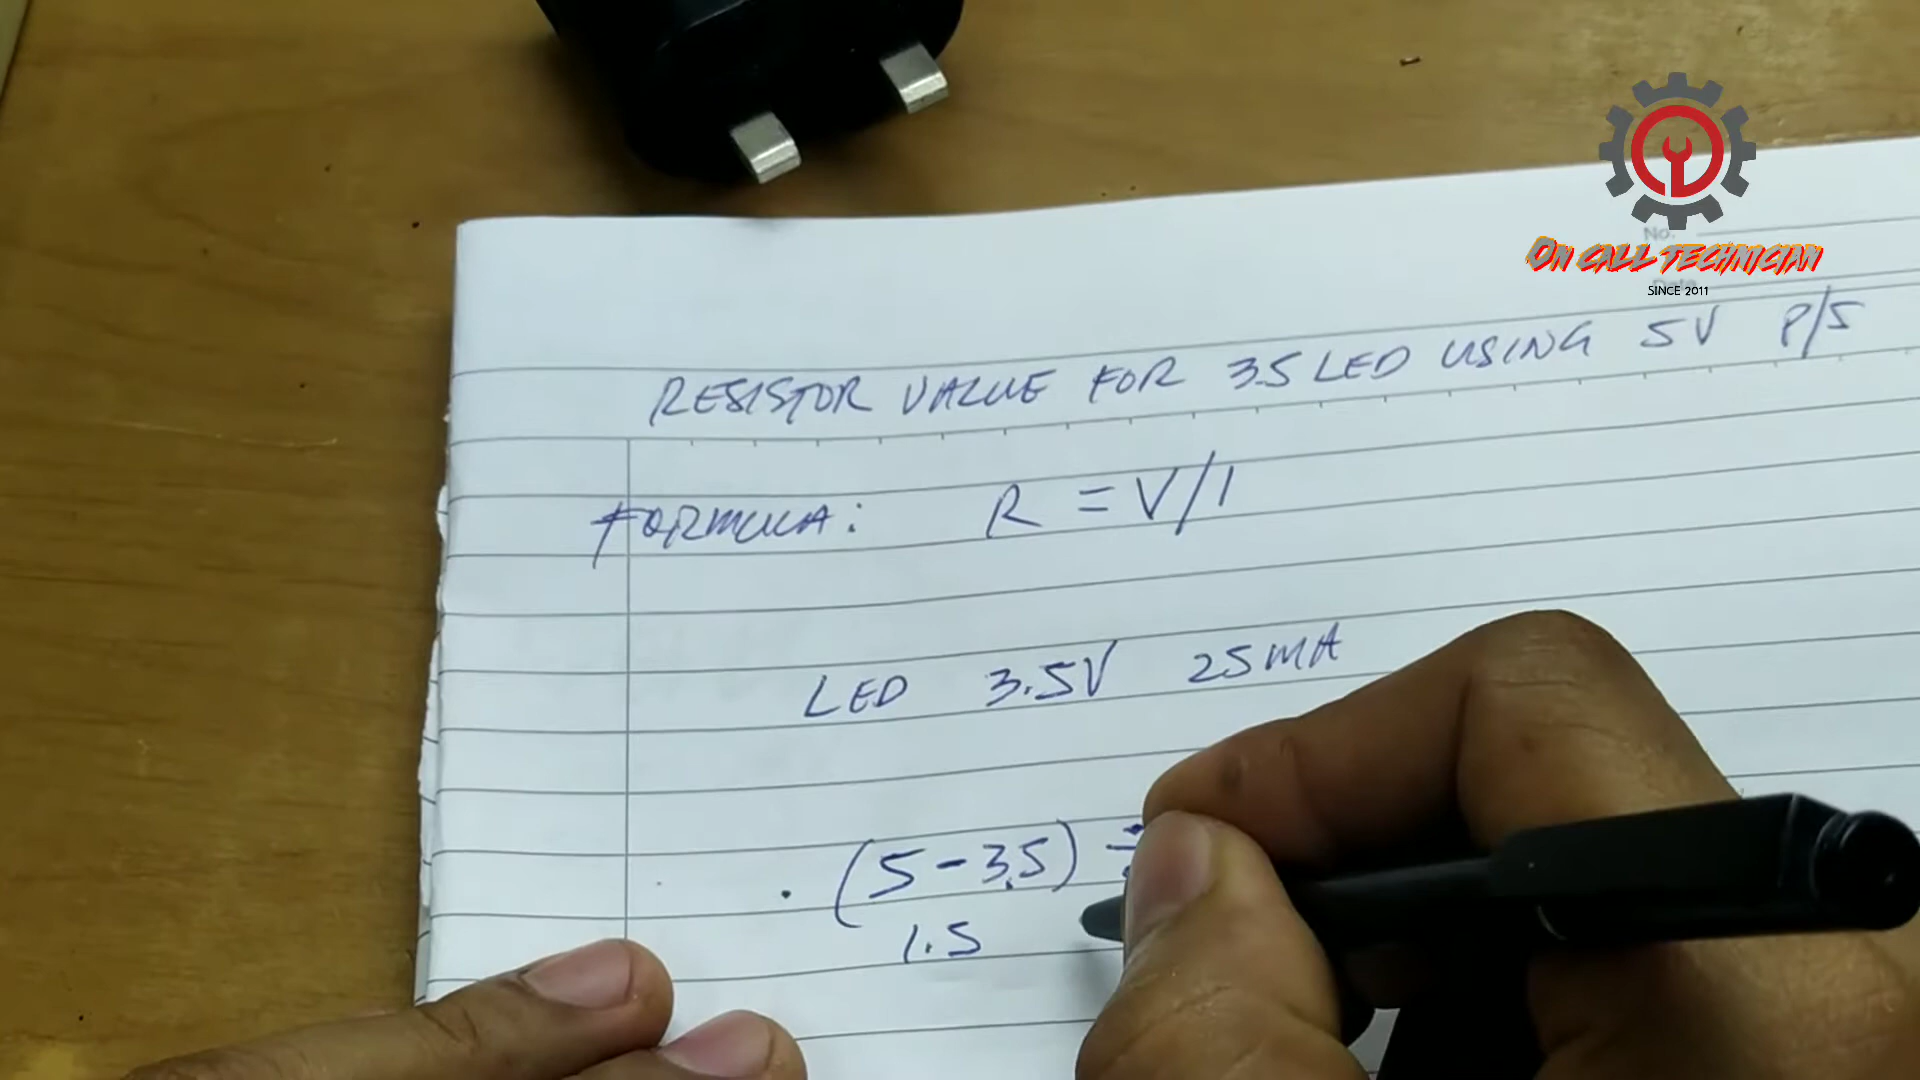 No.
ON CALL TECHNICIAN
SINCE 2011
RESISTOR VALUE FOR 3.5 LED USING 5V P/S
FORMULA: R = V/I
LED 3.5V 25MA
(5-3.5) ÷
1.5